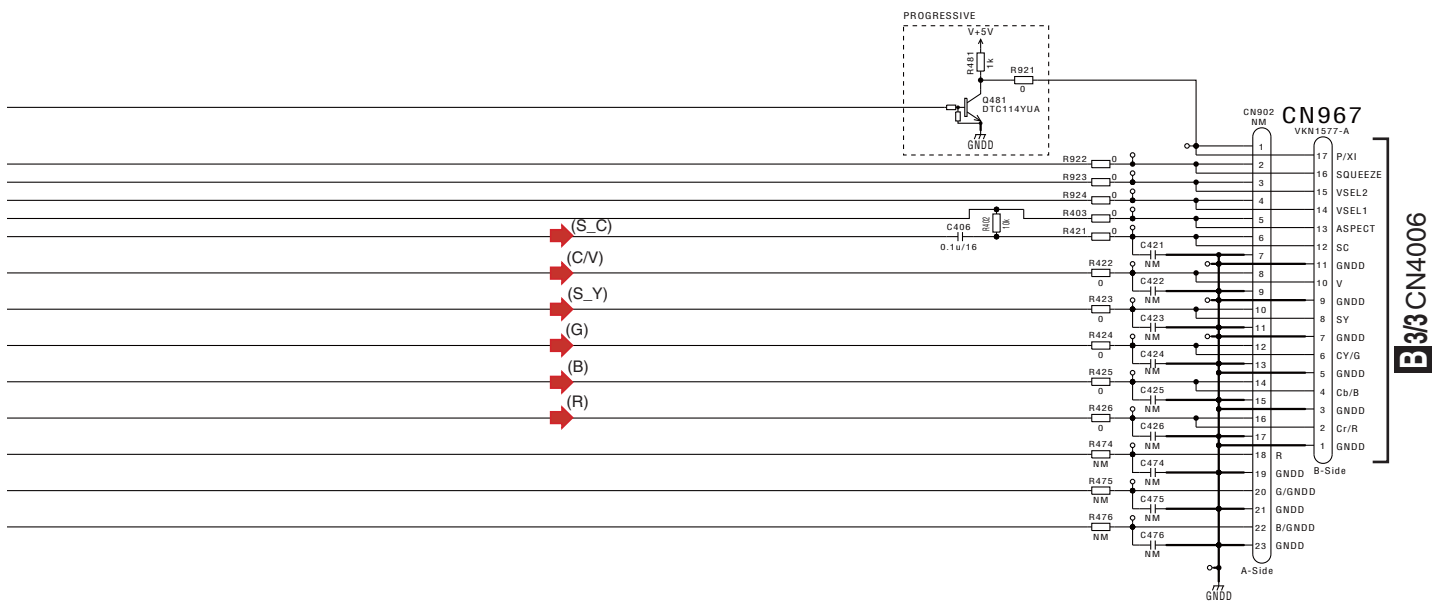 PROGRESSIVE
V+5V
R481
1k
R921
0
Q481
DTC114YUA
GNDD
CN902
NM
CN967
VKN1577-A
R922 0
R923 0
R924 0
R403 0
R402
10k
C406
0.1u/16
R421 0
(S_C)
(C/V)
(S_Y)
(G)
(B)
(R)
C421
NM
R422
0
C422
NM
R423
0
C423
NM
R424
0
C424
NM
R425
0
C425
NM
R426
0
C426
NM
R474
NM
C474
NM
R475
NM
C475
NM
R476
NM
C476
NM
1
2
3
4
5
6
7
8
9
10
11
12
13
14
15
16
17
18 R
19 GNDD
20 G/GNDD
21 GNDD
22 B/GNDD
23 GNDD
A-Side
GNDD
17 P/XI
16 SQUEEZE
15 VSEL2
14 VSEL1
13 ASPECT
12 SC
11 GNDD
10 V
9 GNDD
8 SY
7 GNDD
6 CY/G
5 GNDD
4 Cb/B
3 GNDD
2 Cr/R
1 GNDD
B-Side
B 3/3 CN4006